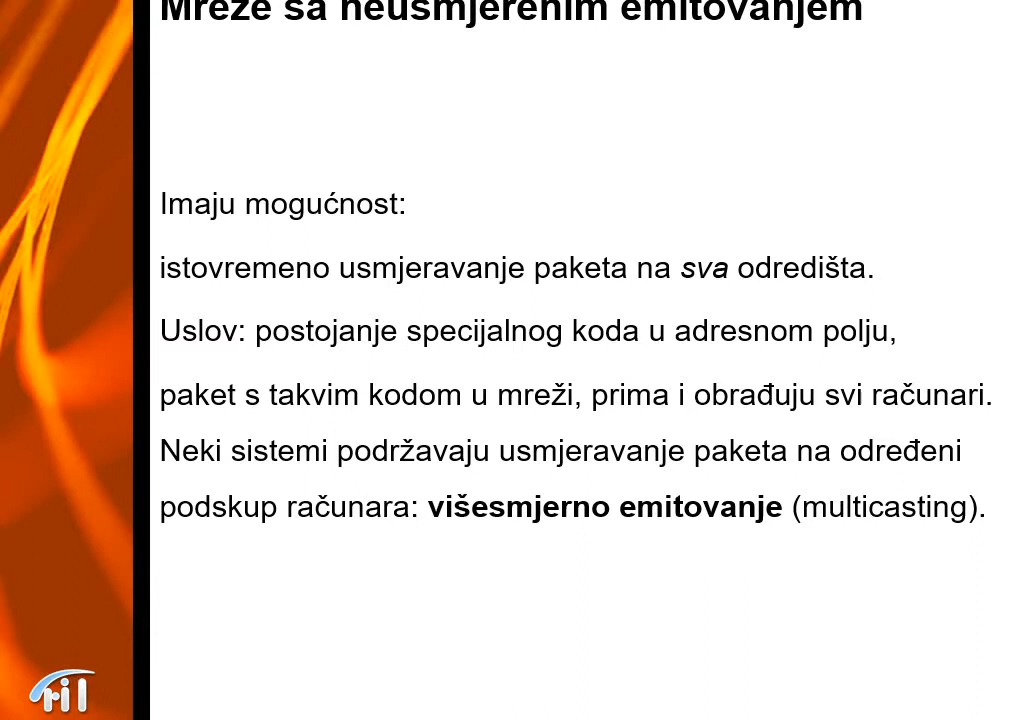 Mreže sa neusmjerenim emitovanjem
Imaju mogućnost:
istovremeno usmjeravanje paketa na sva odredišta.
Uslov: postojanje specijalnog koda u adresnom polju,
paket s takvim kodom u mreži, prima i obrađuju svi računari.
Neki sistemi podržavaju usmjeravanje paketa na određeni
podskup računara: višesmjerno emitovanje (multicasting).
ril